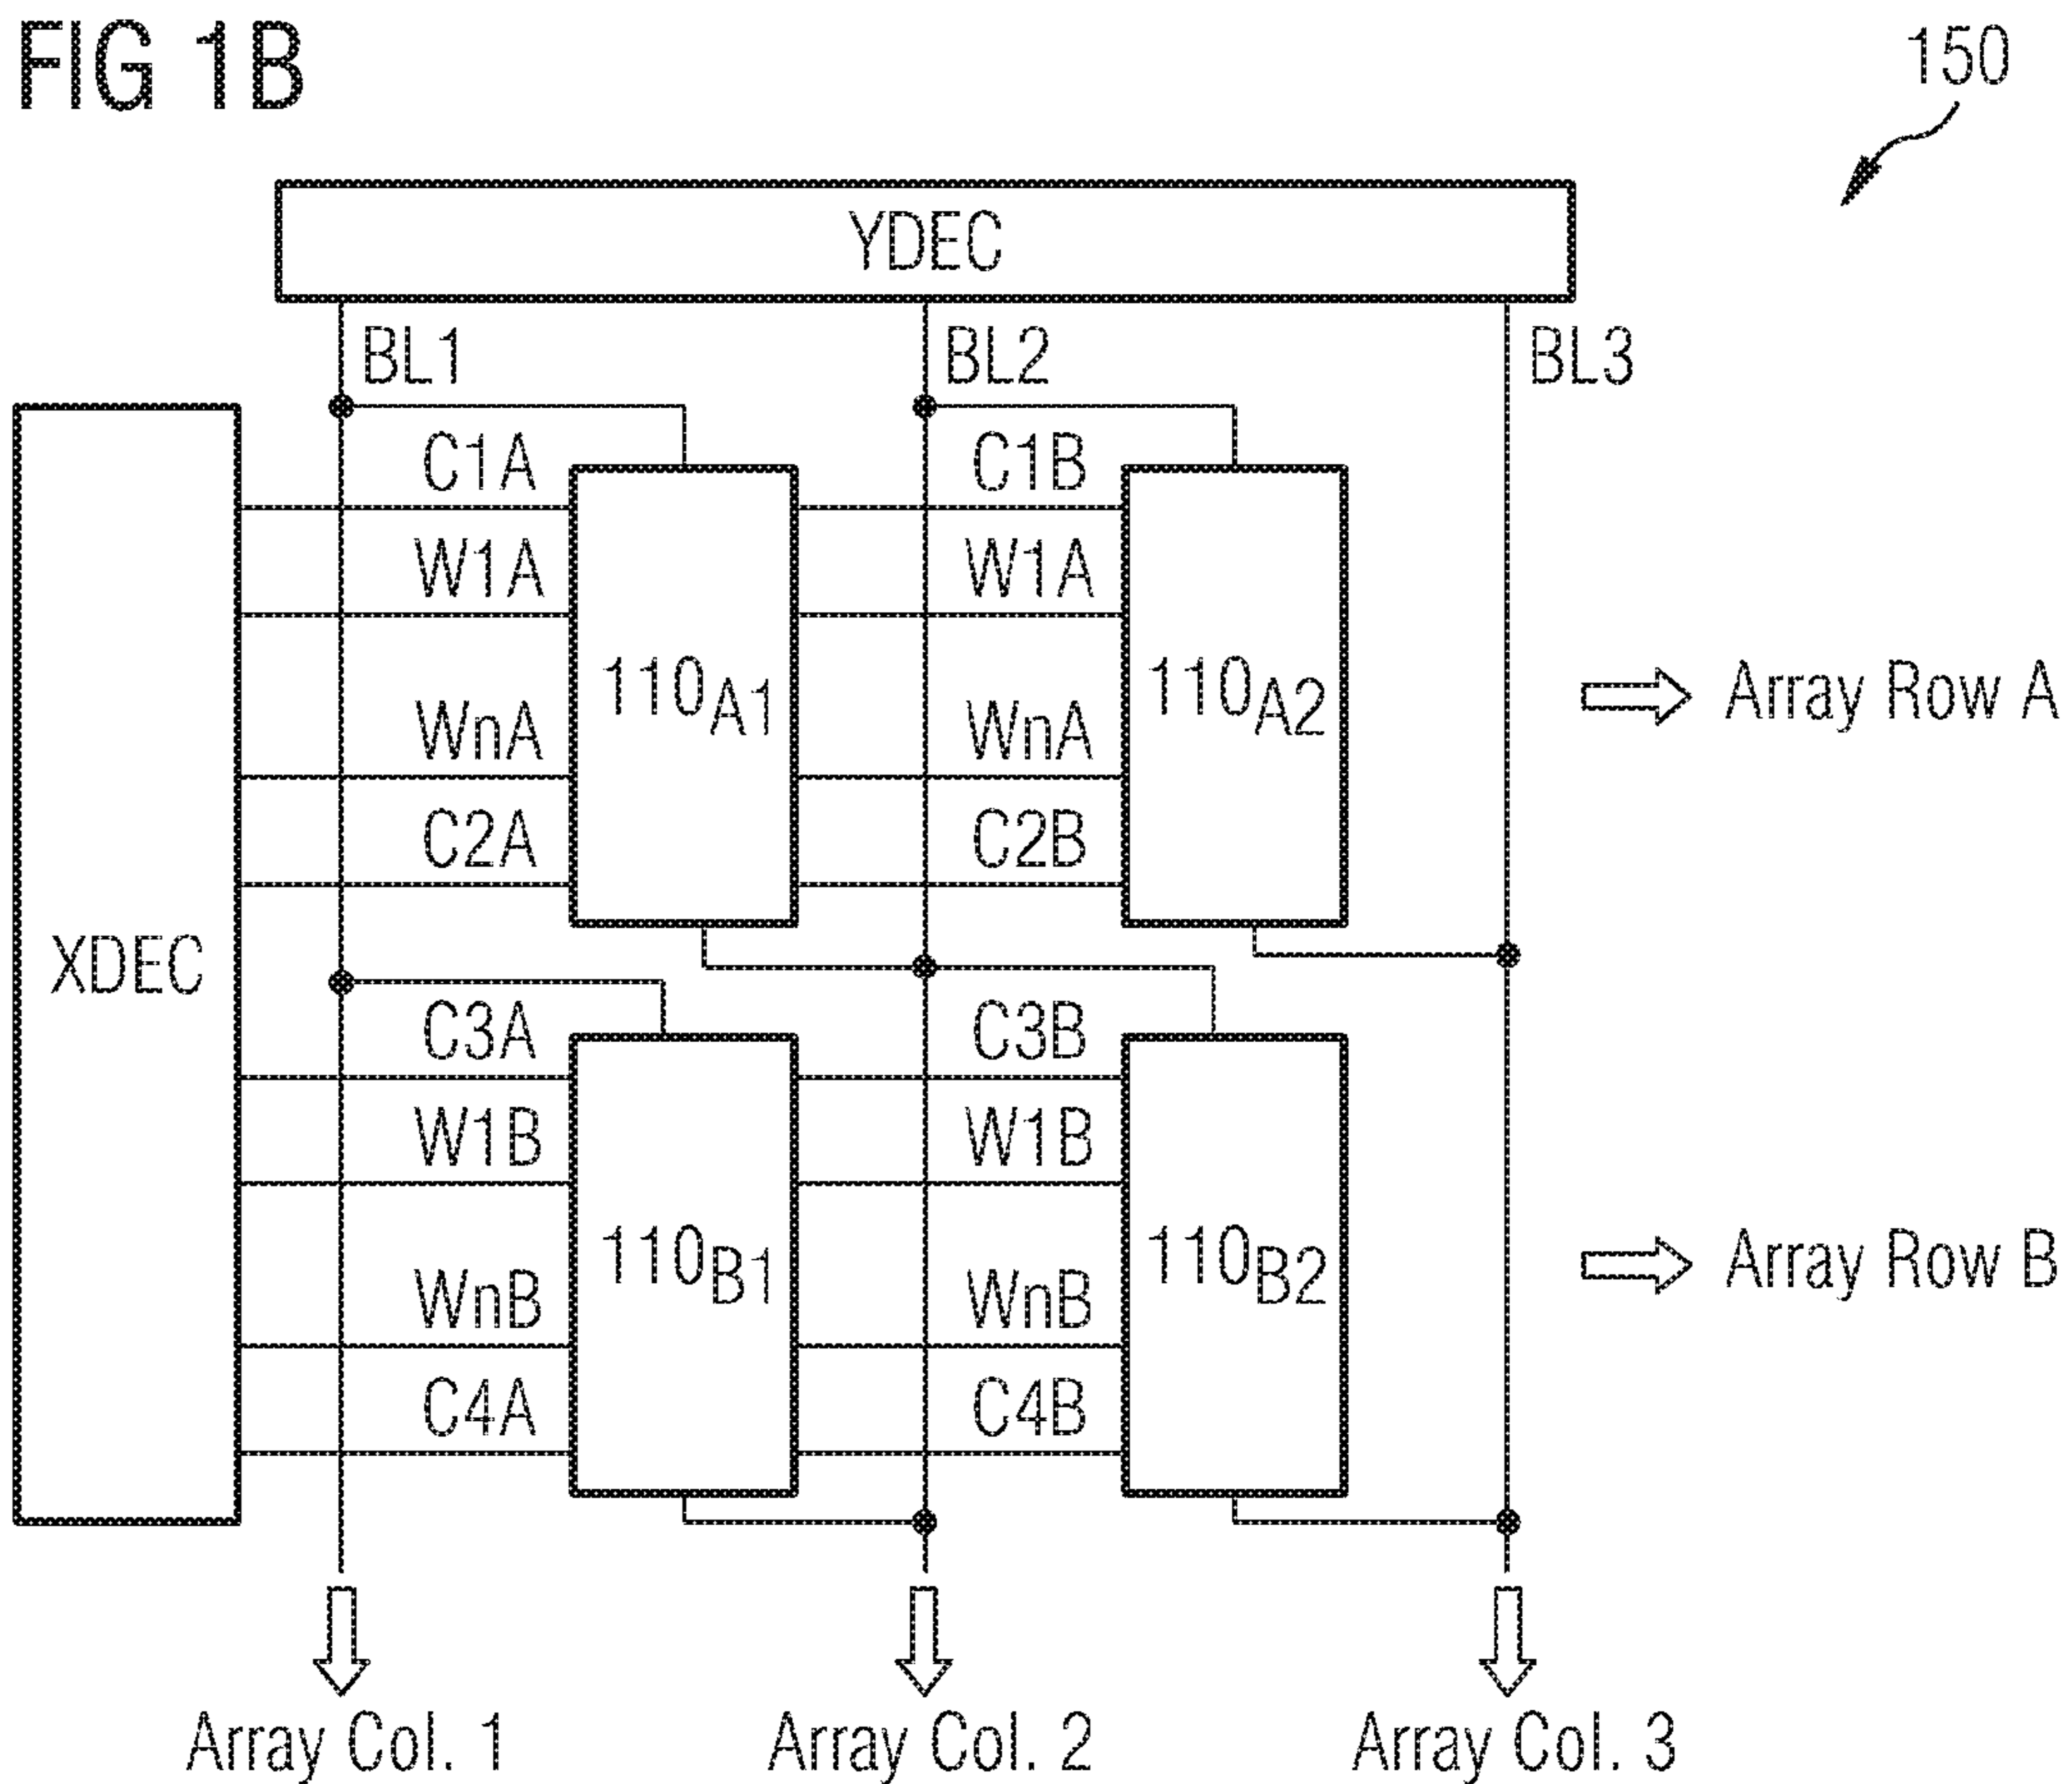 FIG 1B
150
YDEC
BL1 BL2 BL3
C1A C1B
W1A W1A
110A1 110A2 Array Row A
WnA WnA
C2A C2B
XDEC
C3A C3B
W1B W1B
110B1 110B2 Array Row B
WnB WnB
C4A C4B
Array Col. 1 Array Col. 2 Array Col. 3